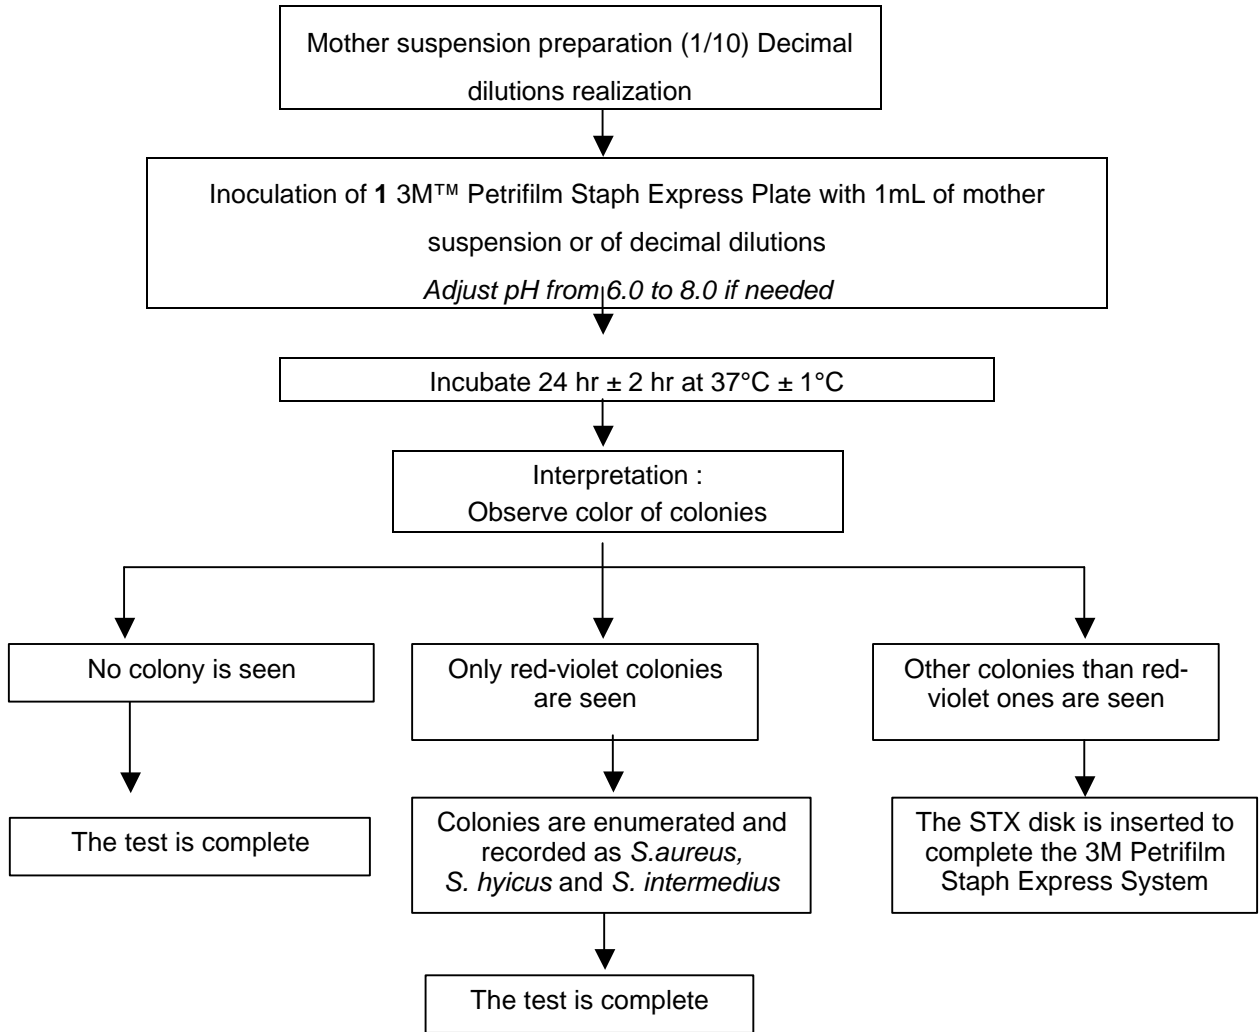 Mother suspension preparation (1/10) Decimal
dilutions realization
Inoculation of 1 3M™ Petrifilm Staph Express Plate with 1mL of mother
suspension or of decimal dilutions
Adjust pH from 6.0 to 8.0 if needed
Incubate 24 hr ± 2 hr at 37°C ± 1°C
Interpretation :
Observe color of colonies
No colony is seen
The test is complete
Only red-violet colonies
are seen
Colonies are enumerated and
recorded as S.aureus,
S. hyicus and S. intermedius
The test is complete
Other colonies than red-
violet ones are seen
The STX disk is inserted to
complete the 3M Petrifilm
Staph Express System